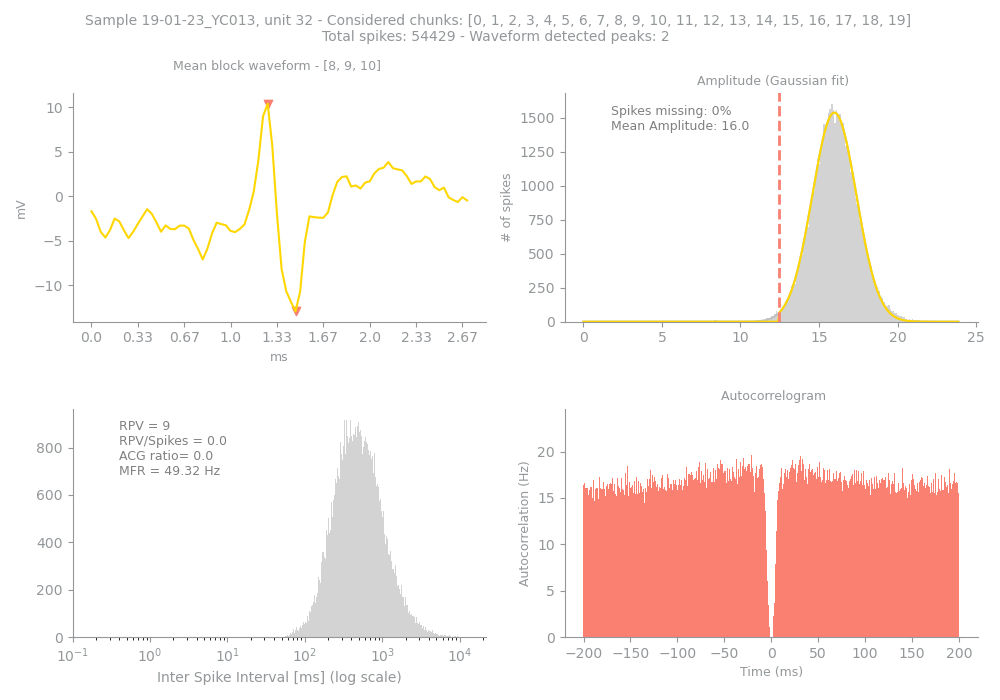 Sample 19-01-23_YC013, unit 32 - Considered chunks: [0, 1, 2, 3, 4, 5, 6, 7, 8, 9, 10, 11, 12, 13, 14, 15, 16, 17, 18, 19]
Total spikes: 54429 - Waveform detected peaks: 2
Mean block waveform - [8, 9, 10]
10
5
0
−5
−10
mV
0.0 0.33 0.67 1.0 1.33 1.67 2.0 2.33 2.67
ms
Amplitude (Gaussian fit)
Spikes missing: 0%
Mean Amplitude: 16.0
1500
1250
1000
750
500
250
0
# of spikes
0 5 10 15 20 25
RPV = 9
RPV/Spikes = 0.0
ACG ratio= 0.0
MFR = 49.32 Hz
800
600
400
200
0
10⁻¹ 10⁰ 10¹ 10² 10³ 10⁴
Inter Spike Interval [ms] (log scale)
Autocorrelogram
20
15
10
5
0
Autocorrelation (Hz)
−200 −150 −100 −50 0 50 100 150 200
Time (ms)